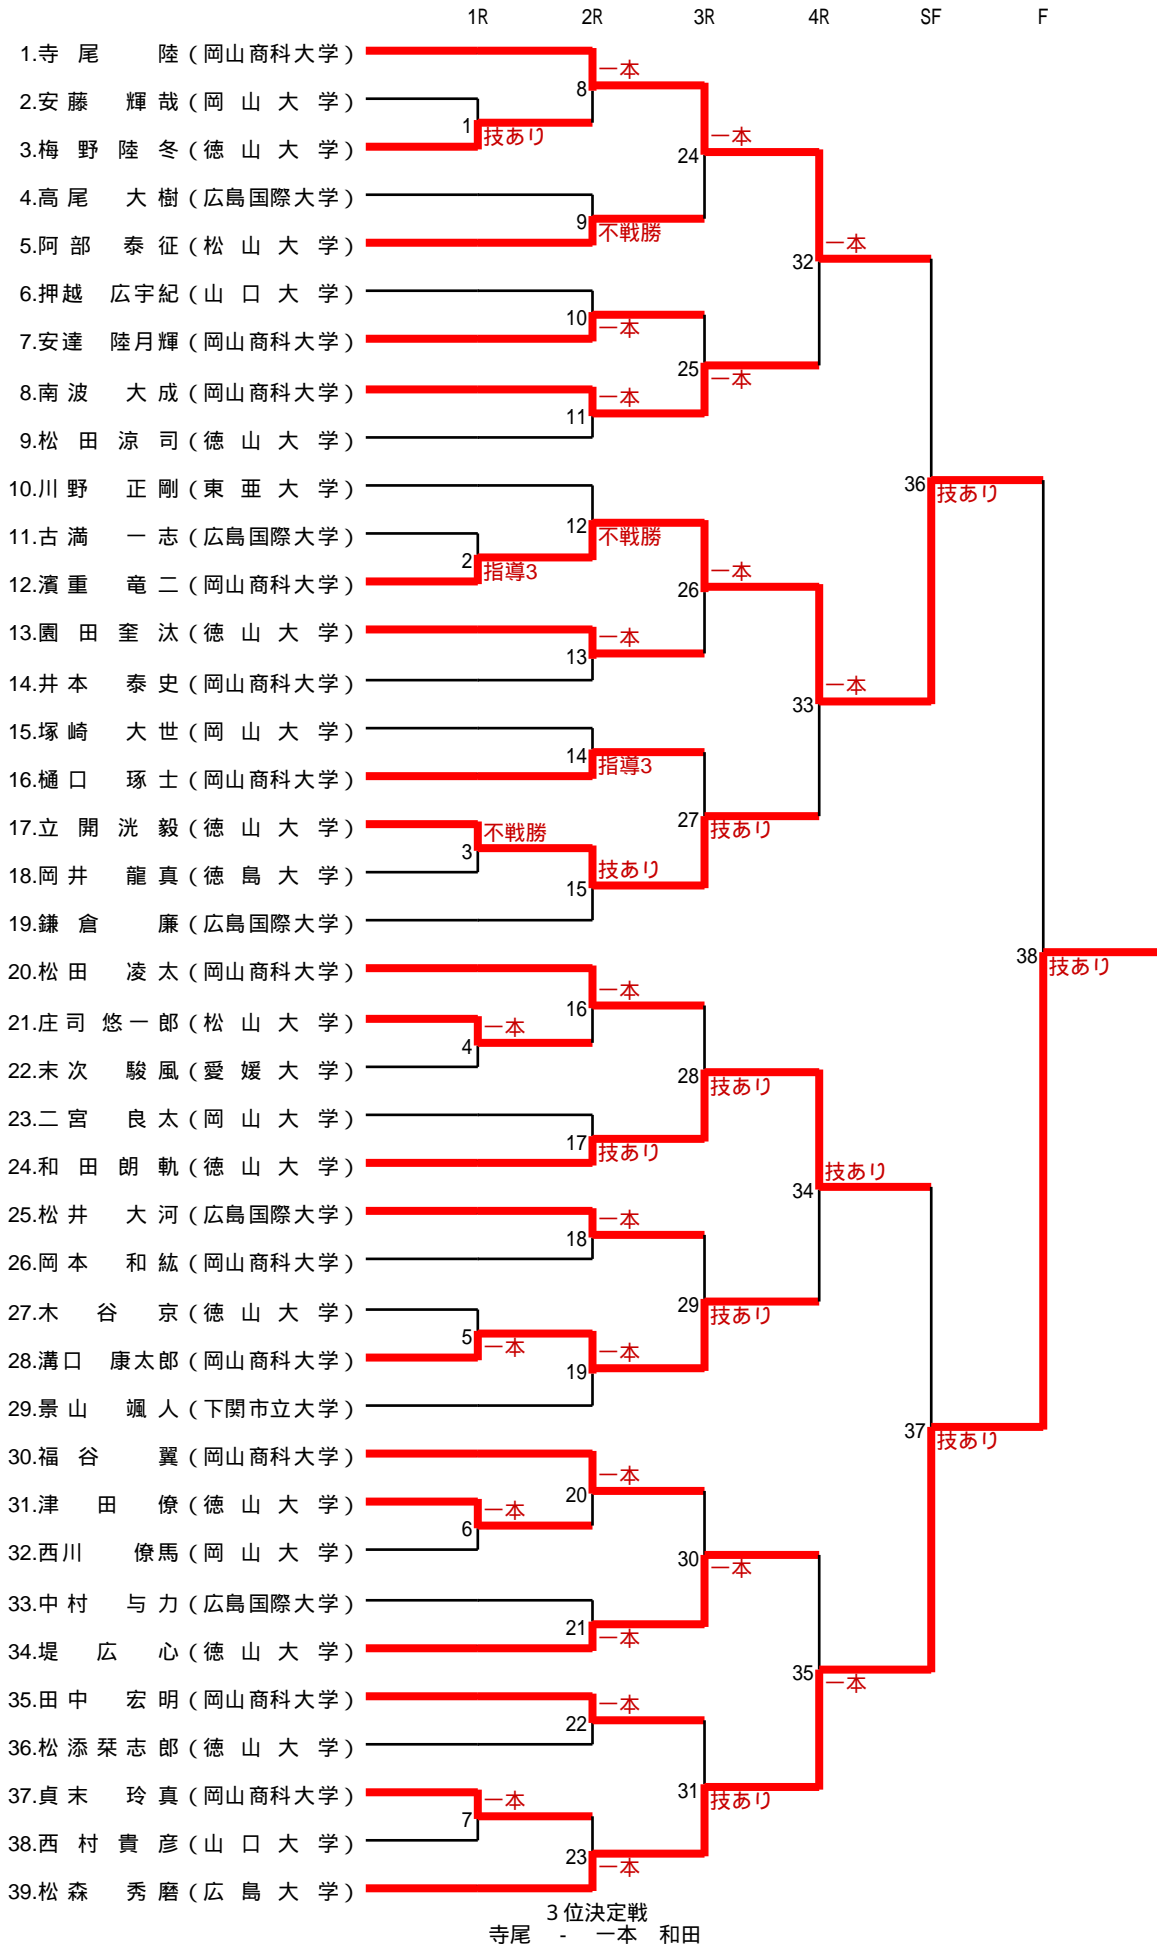 1R 2R 3R 4R SF F
1.寺尾 陸(岡山商科大学)
一本
8
2.安藤 輝哉(岡山大学)
1 技あり
一本
24
3.梅野陸冬(徳山大学)
4.高尾 大樹(広島国際大学)
9 不戦勝
5.阿部 泰征(松山大学)
一本
32
6.押越 広宇紀(山口大学)
10 一本
7.安達 陸月輝(岡山商科大学)
25 一本
8.南波 大成(岡山商科大学)
一本
11
9.松田涼司(徳山大学)
10.川野 正剛(東亜大学)
36 技あり
12 不戦勝
11.古満 一志(広島国際大学)
2 指導3
一本
26
12.濱重 竜二(岡山商科大学)
13.園田奎汰(徳山大学)
一本
13
14.井本 泰史(岡山商科大学)
一本
33
15.塚崎 大世(岡山大学)
14 指導3
16.樋口 琢士(岡山商科大学)
27 技あり
17.立開洸毅(徳山大学)
不戦勝
3
18.岡井 龍真(徳島大学)
技あり
15
19.鎌倉 廉(広島国際大学)
38 技あり
20.松田 凌太(岡山商科大学)
一本
16
21.庄司悠一郎(松山大学)
一本
4
22.末次 駿風(愛媛大学)
28 技あり
23.二宮 良太(岡山大学)
17 技あり
24.和田朗軌(徳山大学)
技あり
34
25.松井 大河(広島国際大学)
一本
18
26.岡本 和紘(岡山商科大学)
29 技あり
27.木谷 京(徳山大学)
5 一本
28.溝口 康太郎(岡山商科大学)
一本
19
29.景山 颯人(下関市立大学)
37 技あり
30.福谷 翼(岡山商科大学)
一本
20
31.津田僚(徳山大学)
一本
6
32.西川 僚馬(岡山大学)
30 一本
33.中村 与力(広島国際大学)
21 一本
34.堤広心(徳山大学)
35 一本
35.田中 宏明(岡山商科大学)
一本
22
36.松添栞志郎(徳山大学)
37.貞末 玲真(岡山商科大学)
一本
7
31 技あり
38.西村貴彦(山口大学)
23 一本
39.松森 秀磨(広島大学)
3位決定戦
寺尾 - 一本 和田